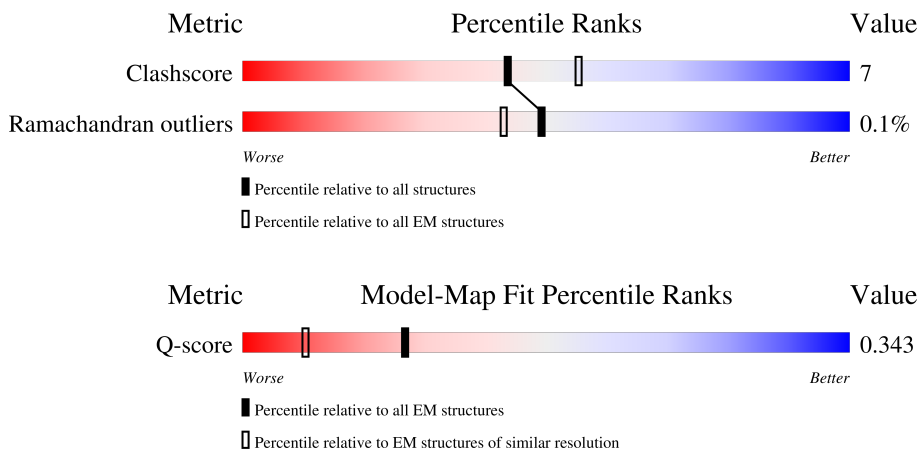 Metric Percentile Ranks Value
Clashscore 7
Ramachandran outliers 0.1%
Worse Better
Percentile relative to all structures
Percentile relative to all EM structures
Metric Model-Map Fit Percentile Ranks Value
Q-score 0.343
Worse Better
Percentile relative to all EM structures
Percentile relative to EM structures of similar resolution